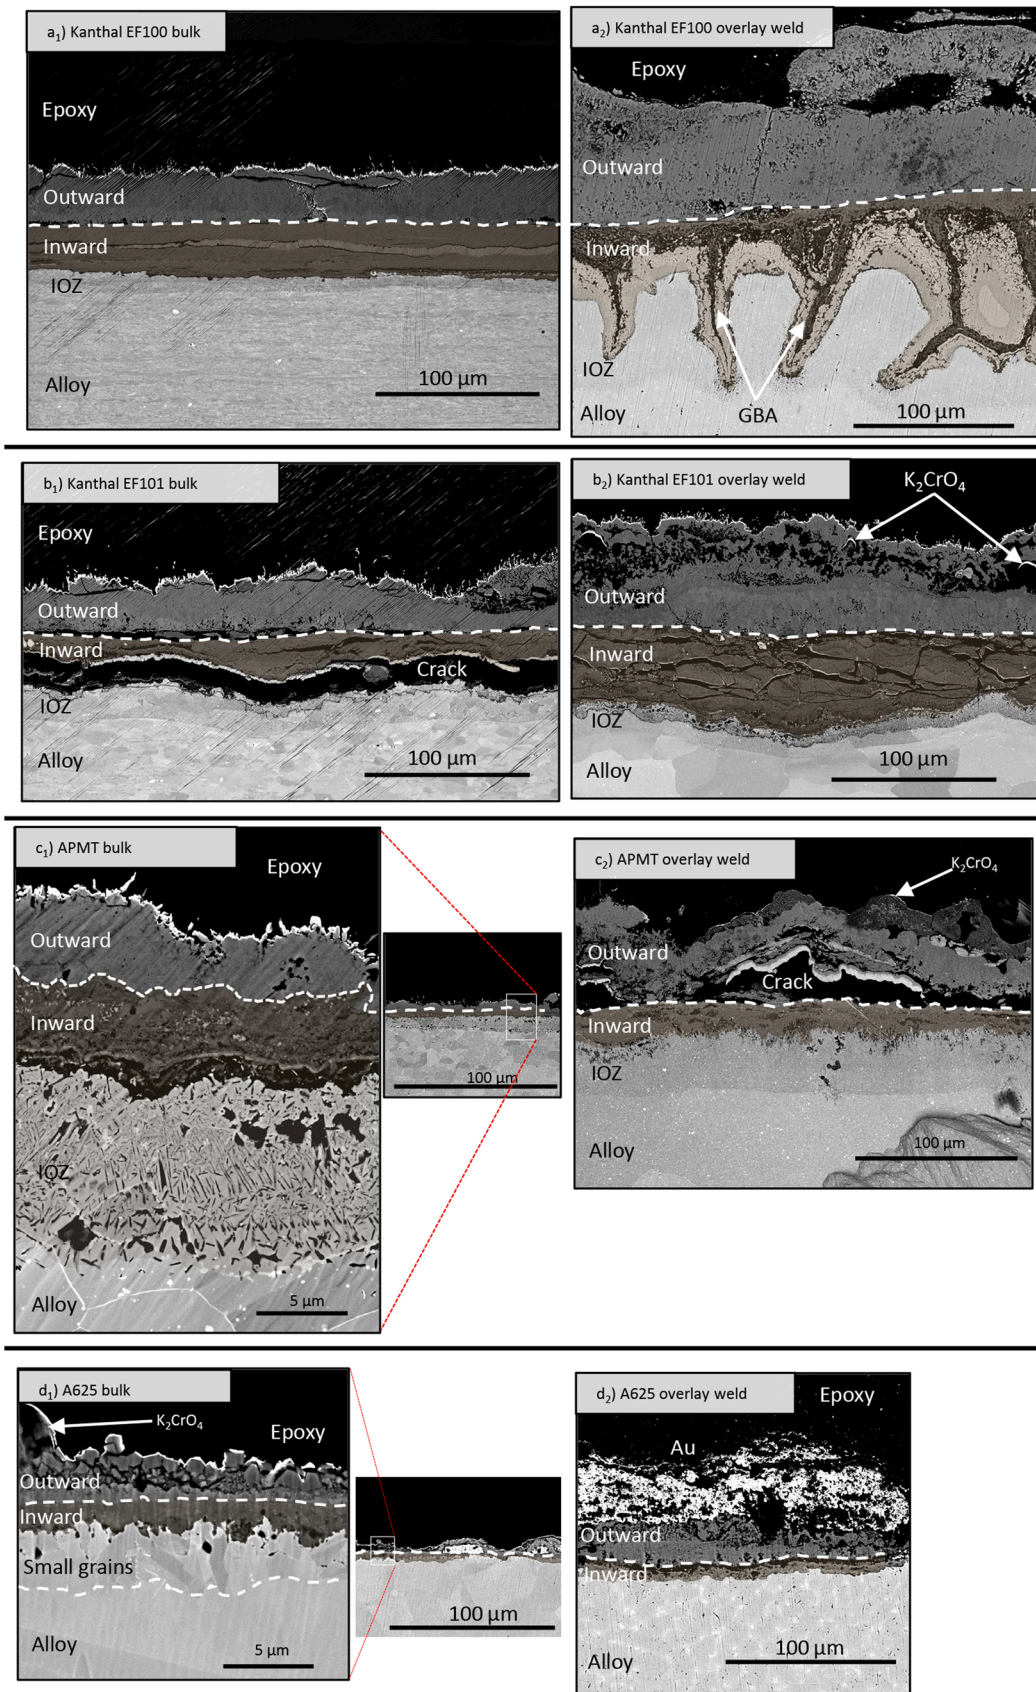 a₁) Kanthal EF100 bulk
Epoxy
Outward
Inward
IOZ
Alloy
100 µm
a₂) Kanthal EF100 overlay weld
Epoxy
Outward
Inward
IOZ
Alloy
GBA
100 µm
b₁) Kanthal EF101 bulk
Epoxy
Outward
Inward
Crack
IOZ
Alloy
100 µm
b₂) Kanthal EF101 overlay weld
K₂CrO₄
Outward
Inward
IOZ
Alloy
100 µm
c₁) APMT bulk
Epoxy
Outward
Inward
IOZ
Alloy
5 µm
100 µm
c₂) APMT overlay weld
K₂CrO₄
Outward
Crack
Inward
IOZ
Alloy
100 µm
d₁) A625 bulk
K₂CrO₄
Epoxy
Outward
Inward
Small grains
Alloy
5 µm
100 µm
d₂) A625 overlay weld
Epoxy
Au
Outward
Inward
Alloy
100 µm